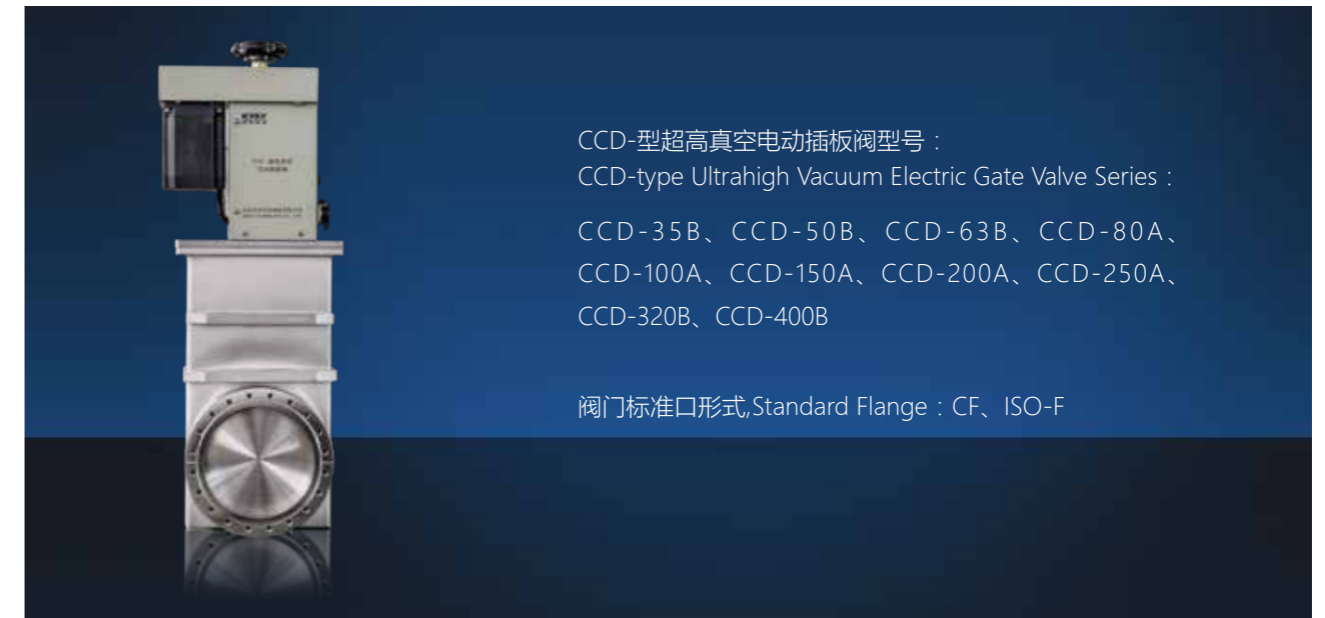 CCD-型超高真空电动插板阀型号：
CCD-type Ultrahigh Vacuum Electric Gate Valve Series：
CCD-35B、CCD-50B、CCD-63B、CCD-80A、
CCD-100A、CCD-150A、CCD-200A、CCD-250A、
CCD-320B、CCD-400B
阀门标准口形式,Standard Flange：CF、ISO-F